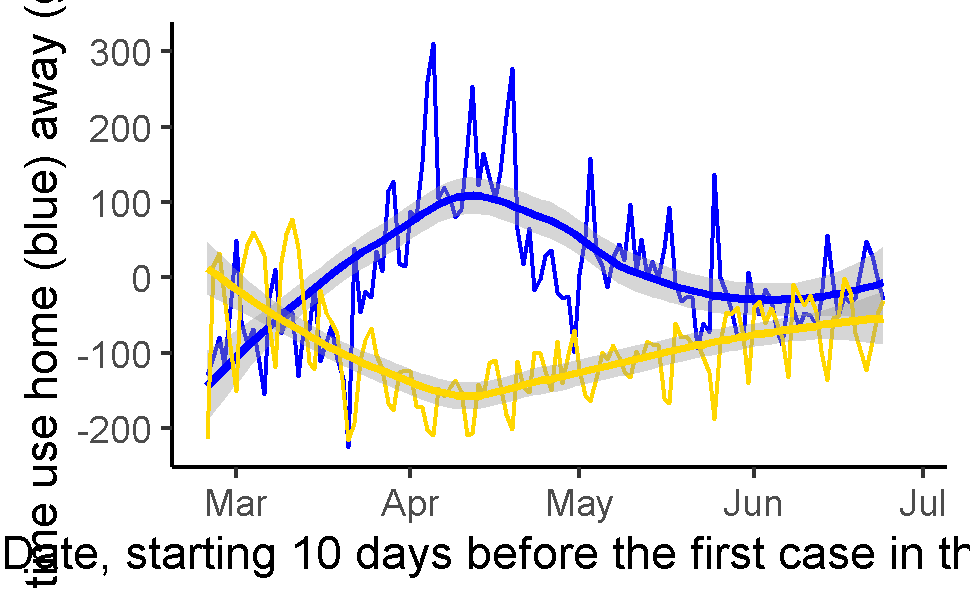 time use home (blue) away (
300
200
100
0
-100
-200
Mar Apr May Jun Jul
Date, starting 10 days before the first case in th